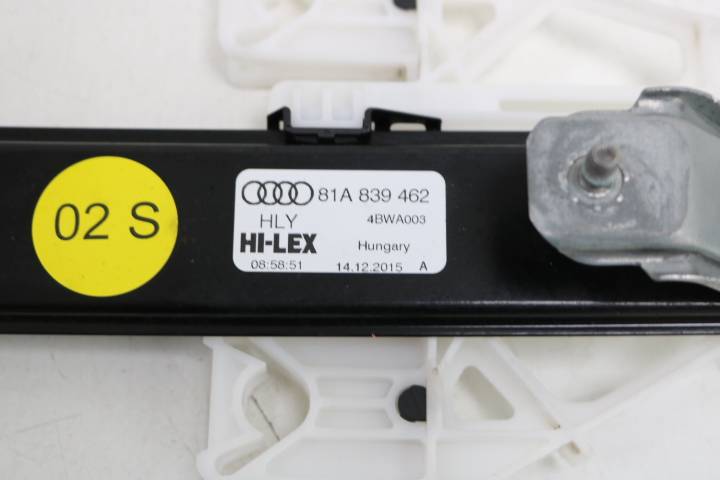 02 S
81A 839 462
HLY 4BWA003
HI-LEX Hungary
08:58:51 14.12.2015 A